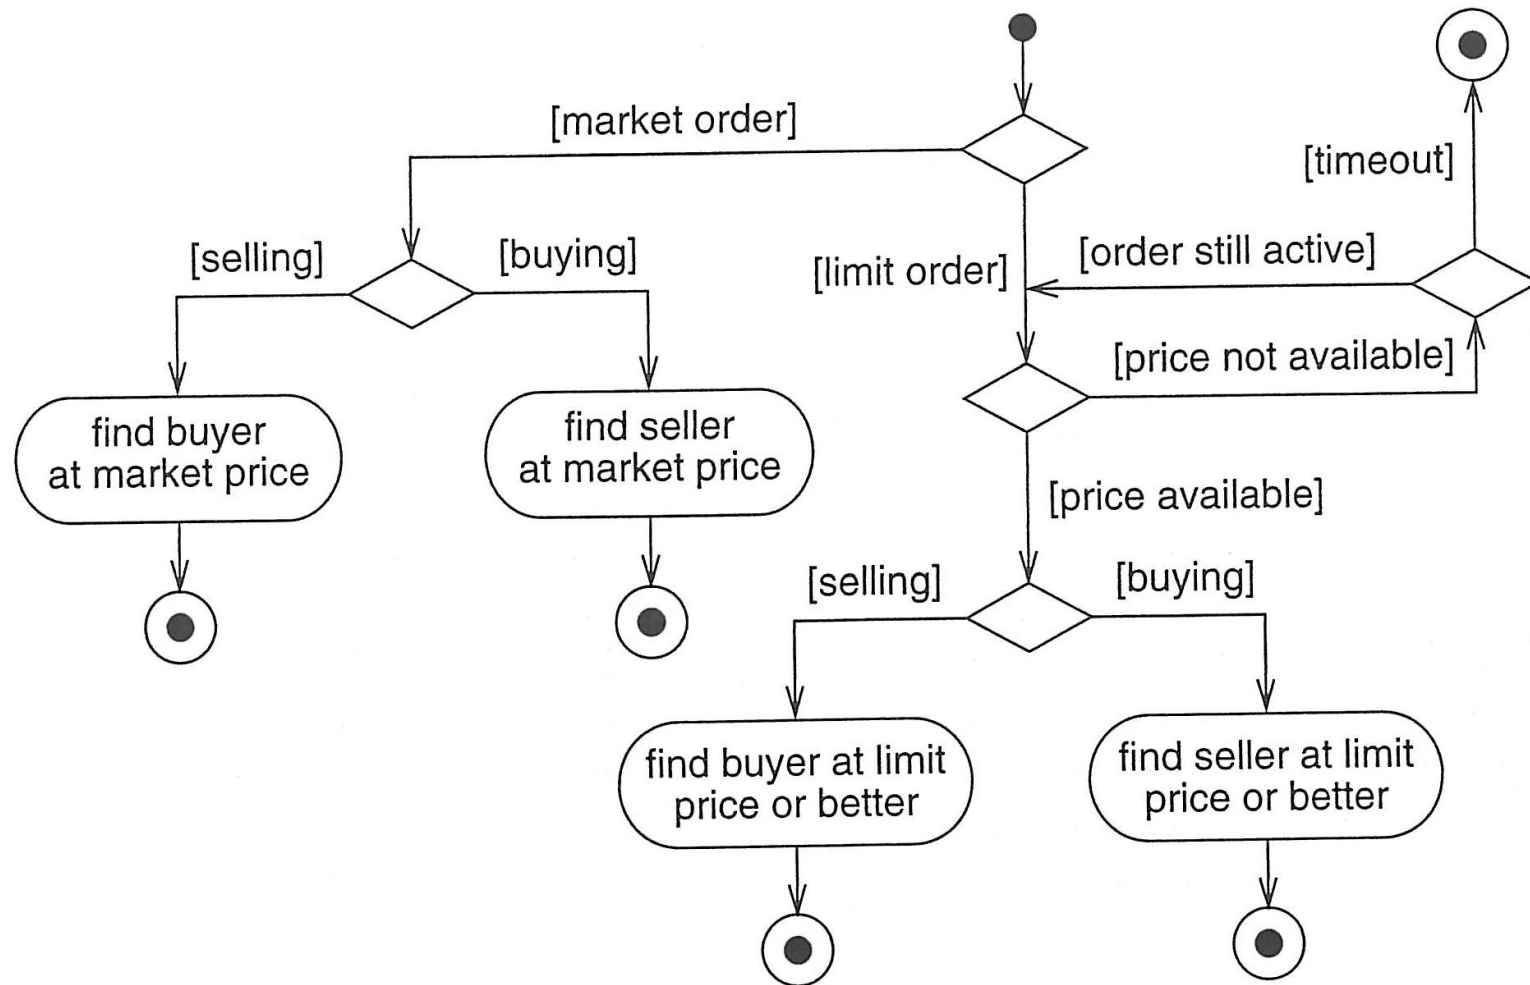 [market order]
[timeout]
[selling]
[buying]
[limit order]
[order still active]
[price not available]
find buyer
at market price
find seller
at market price
[price available]
[selling]
[buying]
find buyer at limit
price or better
find seller at limit
price or better